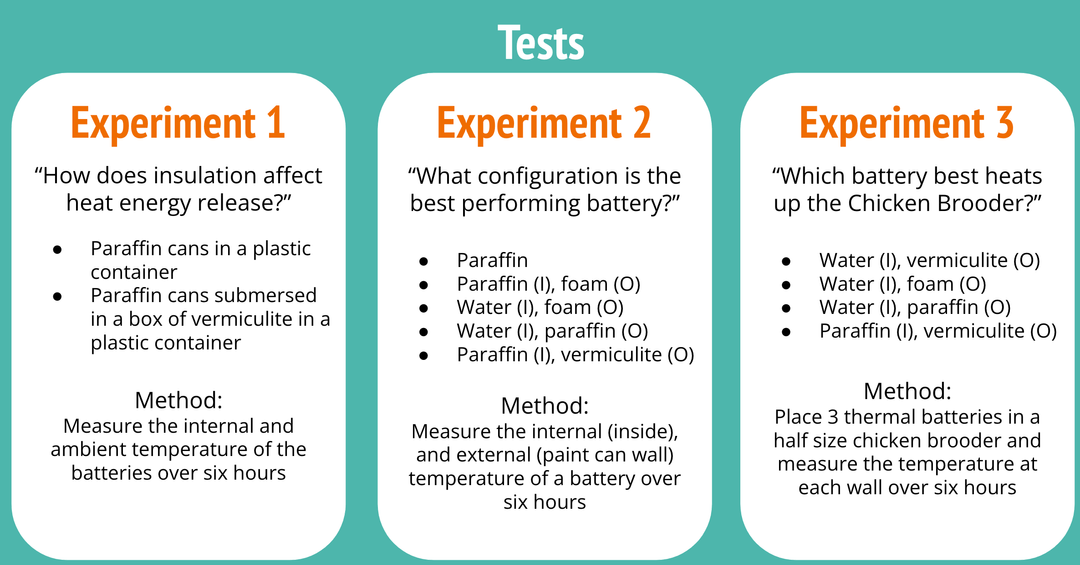 Tests
Experiment 1
“How does insulation affect
heat energy release?”
● Paraffin cans in a plastic
container
● Paraffin cans submersed
in a box of vermiculite in a
plastic container
Method:
Measure the internal and
ambient temperature of the
batteries over six hours
Experiment 2
“What configuration is the
best performing battery?”
● Paraffin
● Paraffin (I), foam (O)
● Water (I), foam (O)
● Water (I), paraffin (O)
● Paraffin (I), vermiculite (O)
Method:
Measure the internal (inside),
and external (paint can wall)
temperature of a battery over
six hours
Experiment 3
“Which battery best heats
up the Chicken Brooder?”
● Water (I), vermiculite (O)
● Water (I), foam (O)
● Water (I), paraffin (O)
● Paraffin (I), vermiculite (O)
Method:
Place 3 thermal batteries in a
half size chicken brooder and
measure the temperature at
each wall over six hours